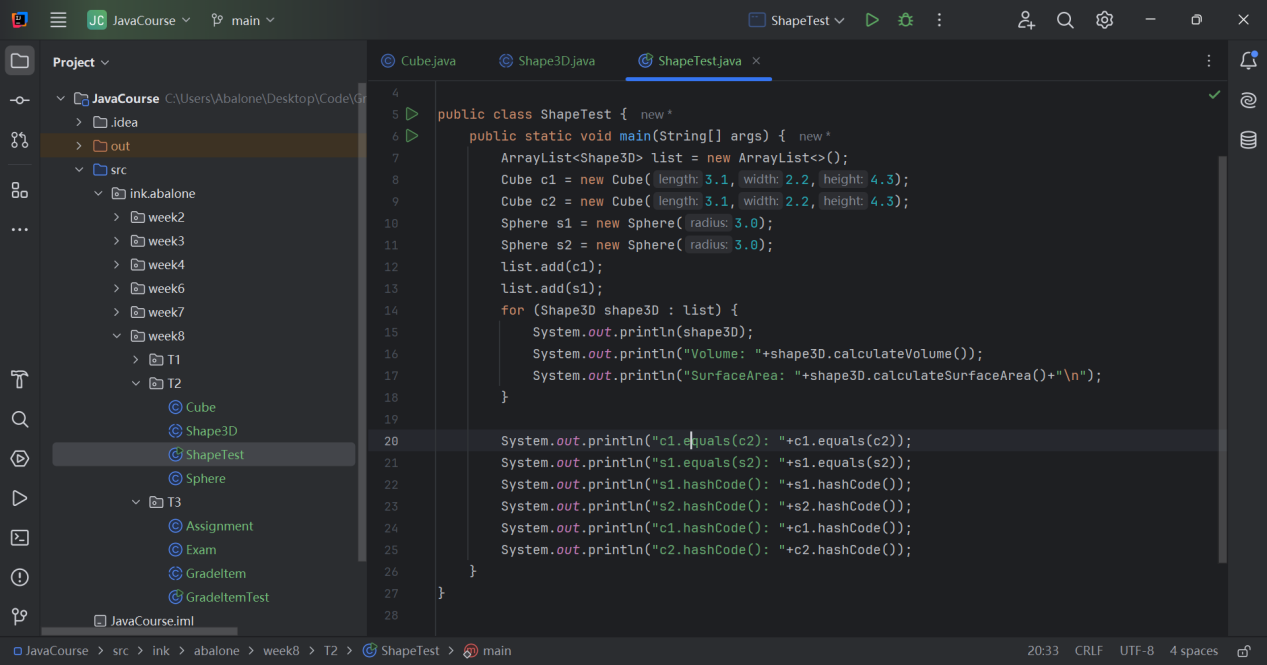 JC JavaCourse main ShapeTest
Project
JavaCourse C:\Users\Abalone\Desktop\Code\Gr
.idea
out
src
ink.abalone
week2
week3
week4
week6
week7
week8
T1
T2
Cube
Shape3D
ShapeTest
Sphere
T3
Assignment
Exam
GradeItem
GradeItemTest
JavaCourse.iml
Cube.java Shape3D.java ShapeTest.java
4
5 public class ShapeTest { new *
6 public static void main(String[] args) { new *
7 ArrayList<Shape3D> list = new ArrayList<>();
8 Cube c1 = new Cube( length: 3.1, width: 2.2, height: 4.3);
9 Cube c2 = new Cube( length: 3.1, width: 2.2, height: 4.3);
10 Sphere s1 = new Sphere( radius: 3.0);
11 Sphere s2 = new Sphere( radius: 3.0);
12 list.add(c1);
13 list.add(s1);
14 for (Shape3D shape3D : list) {
15 System.out.println(shape3D);
16 System.out.println("Volume: "+shape3D.calculateVolume());
17 System.out.println("SurfaceArea: "+shape3D.calculateSurfaceArea()+"\n");
18 }
19
20 System.out.println("c1.equals(c2): "+c1.equals(c2));
21 System.out.println("s1.equals(s2): "+s1.equals(s2));
22 System.out.println("s1.hashCode(): "+s1.hashCode());
23 System.out.println("s2.hashCode(): "+s2.hashCode());
24 System.out.println("c1.hashCode(): "+c1.hashCode());
25 System.out.println("c2.hashCode(): "+c2.hashCode());
26 }
27 }
28
JavaCourse > src > ink > abalone > week8 > T2 > ShapeTest > main 20:33 CRLF UTF-8 4 spaces